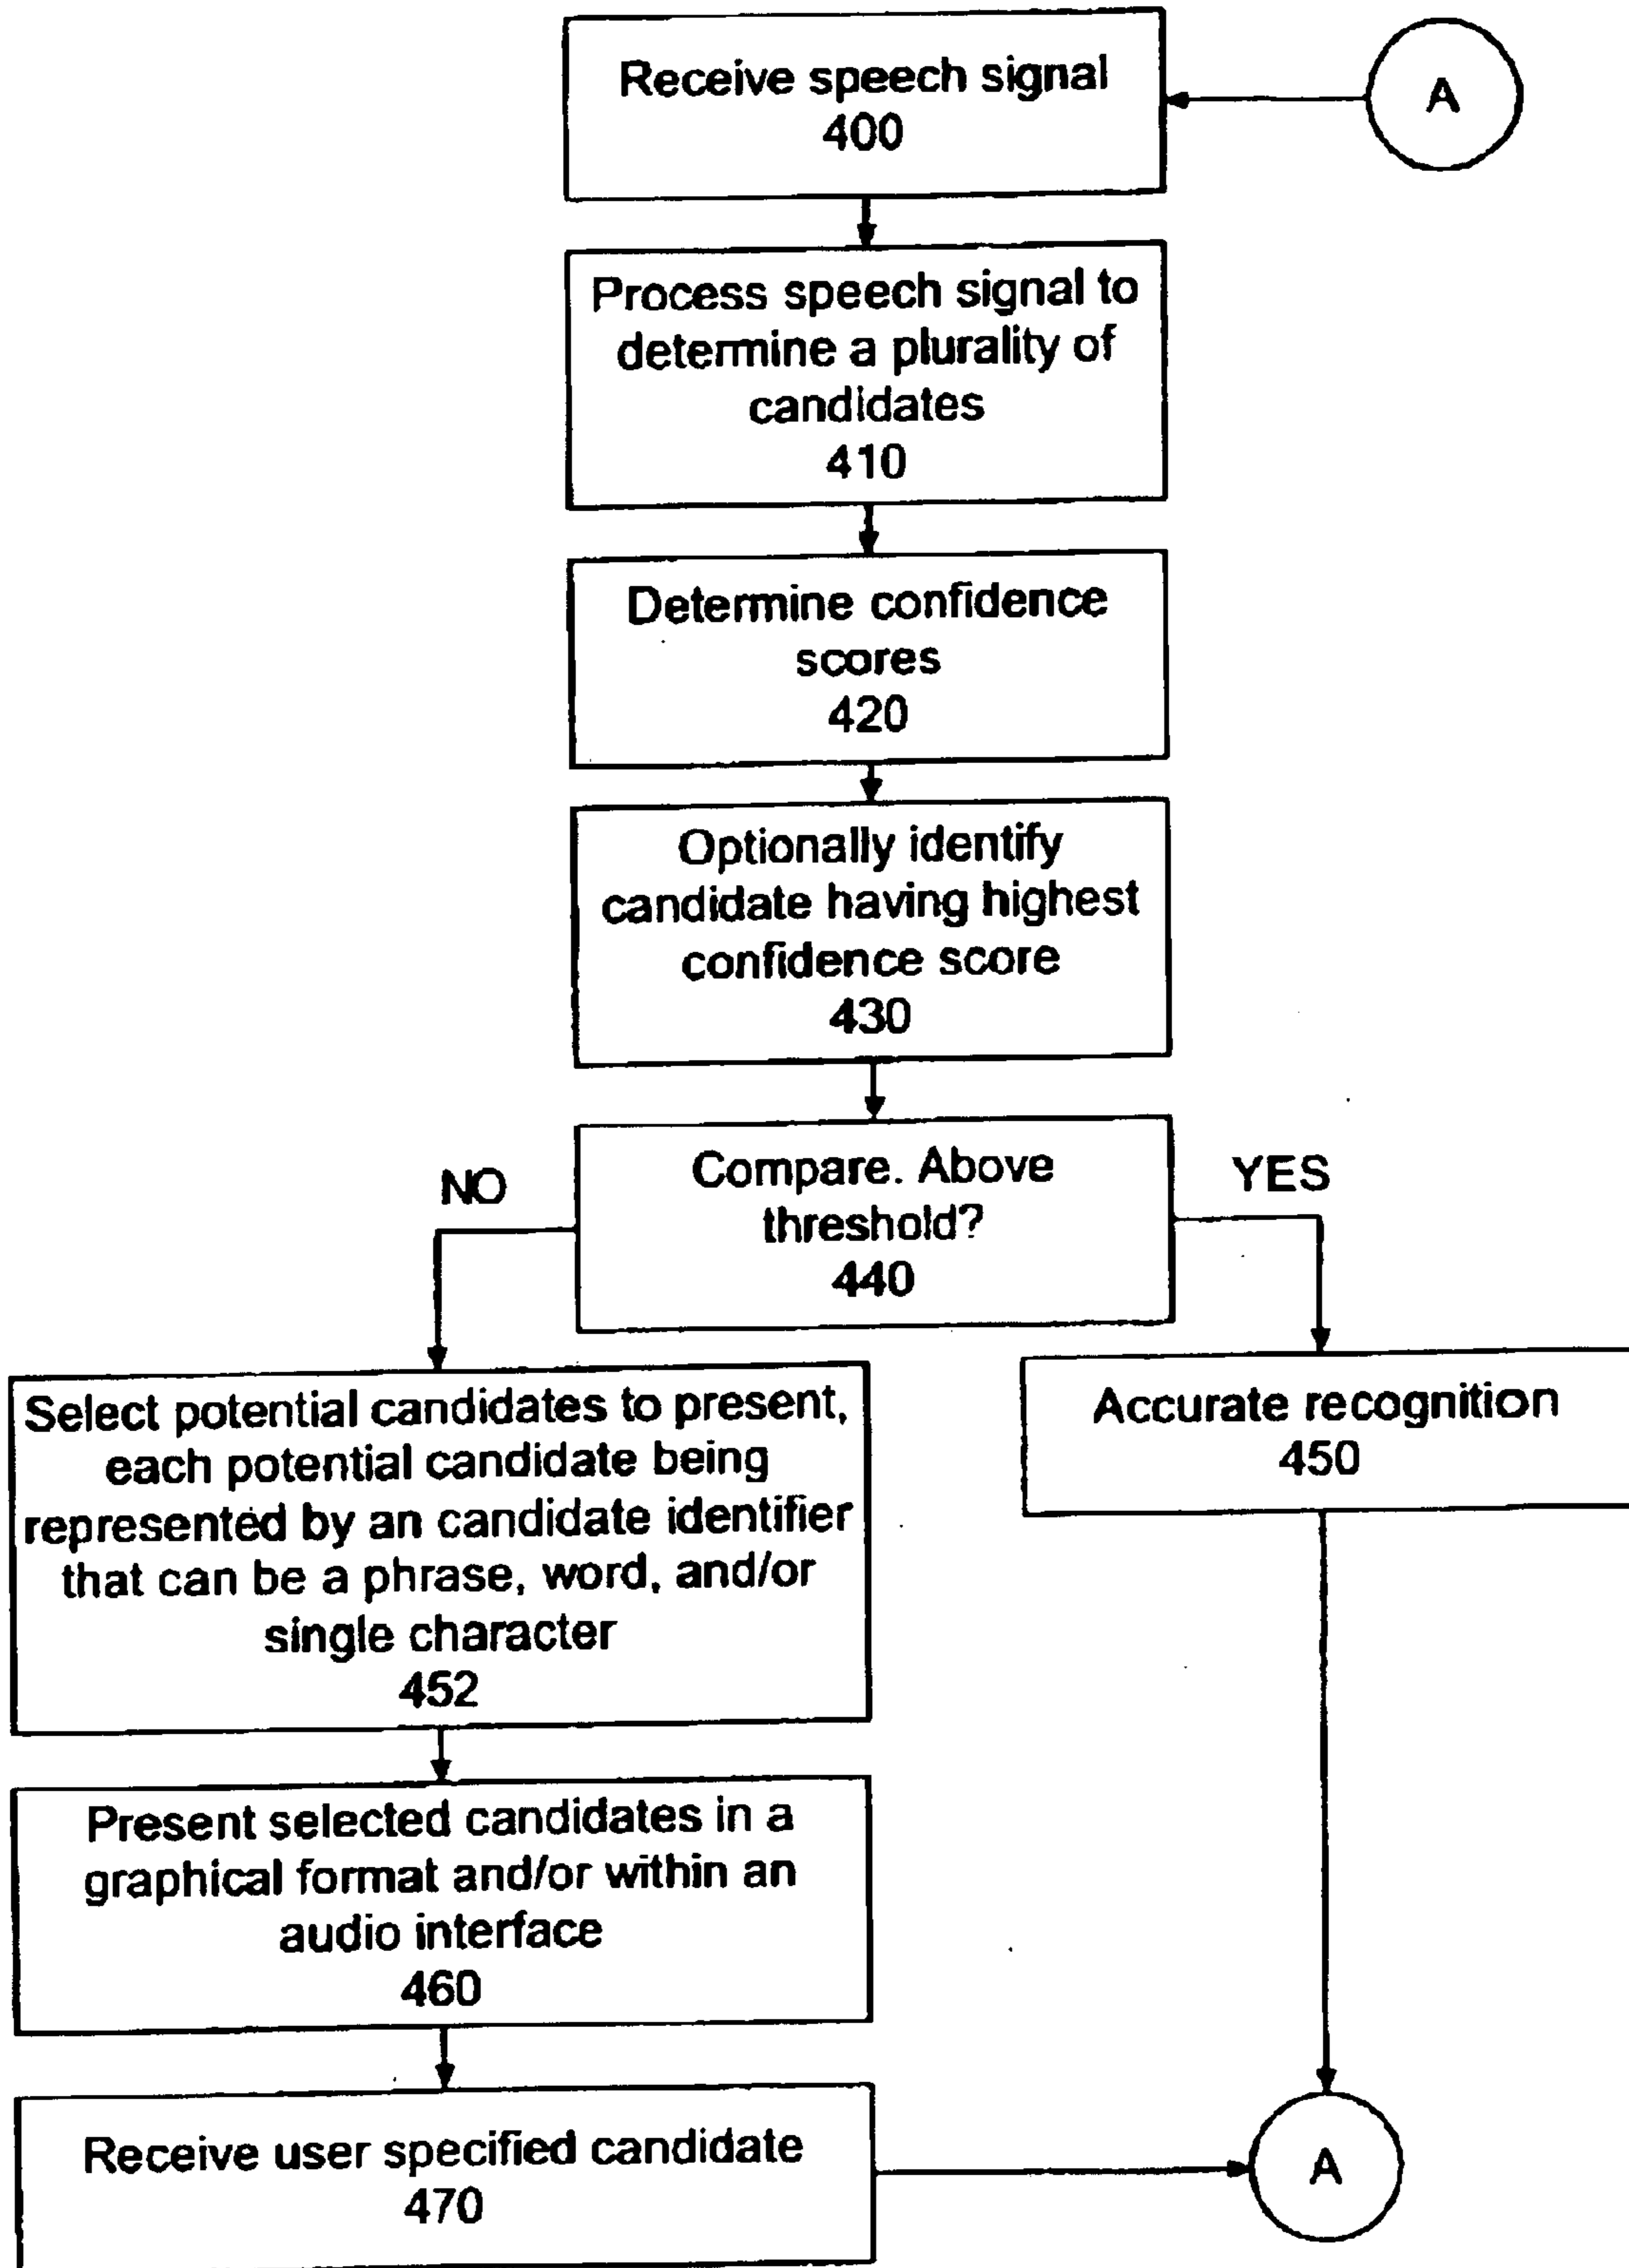 Receive speech signal
400
A
Process speech signal to
determine a plurality of
candidates
410
Determine confidence
scores
420
Optionally identify
candidate having highest
confidence score
430
Compare. Above
threshold?
440
NO
YES
Select potential candidates to present,
each potential candidate being
represented by an candidate identifier
that can be a phrase, word, and/or
single character
452
Accurate recognition
450
Present selected candidates in a
graphical format and/or within an
audio interface
460
Receive user specified candidate
470
A